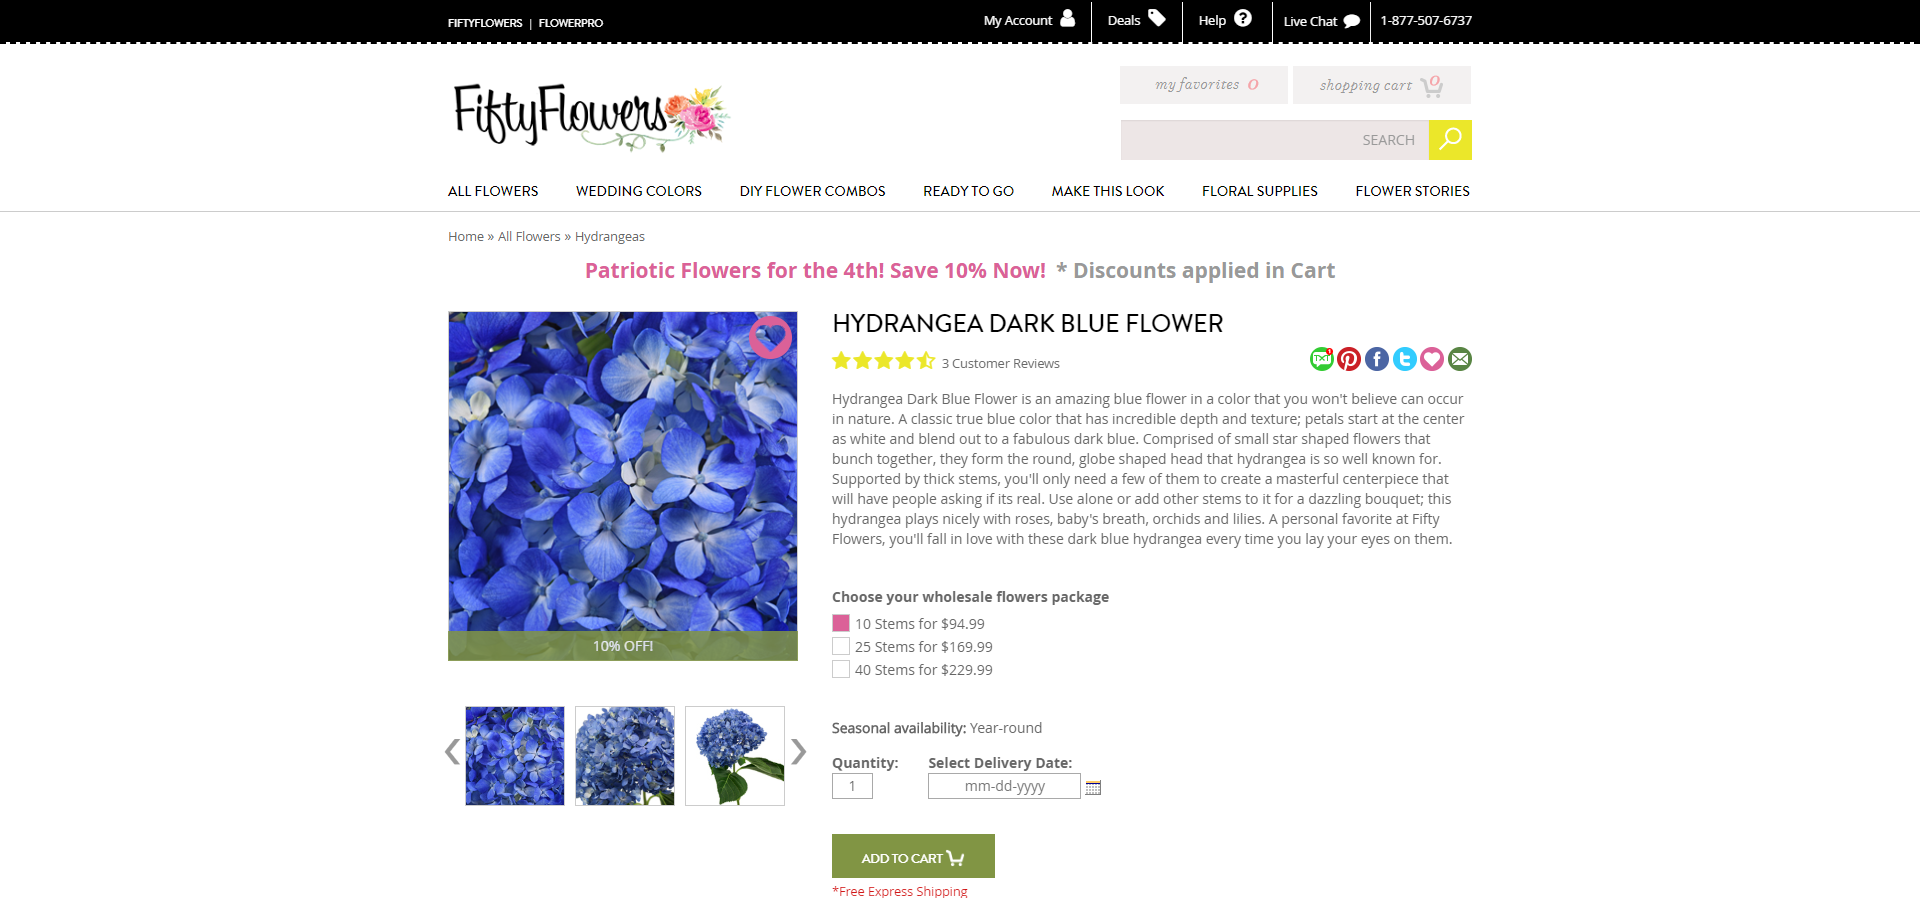 FIFTYFLOWERS | FLOWERPRO
My Account
Deals
Help
Live Chat
1-877-507-6737
FiftyFlowers
my favorites 0
shopping cart 0
SEARCH
ALL FLOWERS
WEDDING COLORS
DIY FLOWER COMBOS
READY TO GO
MAKE THIS LOOK
FLORAL SUPPLIES
FLOWER STORIES
Home » All Flowers » Hydrangeas
Patriotic Flowers for the 4th! Save 10% Now! * Discounts applied in Cart
10% OFF!
HYDRANGEA DARK BLUE FLOWER
3 Customer Reviews
TXT
Hydrangea Dark Blue Flower is an amazing blue flower in a color that you won't believe can occur
in nature. A classic true blue color that has incredible depth and texture; petals start at the center
as white and blend out to a fabulous dark blue. Comprised of small star shaped flowers that
bunch together, they form the round, globe shaped head that hydrangea is so well known for.
Supported by thick stems, you'll only need a few of them to create a masterful centerpiece that
will have people asking if its real. Use alone or add other stems to it for a dazzling bouquet; this
hydrangea plays nicely with roses, baby's breath, orchids and lilies. A personal favorite at Fifty
Flowers, you'll fall in love with these dark blue hydrangea every time you lay your eyes on them.
Choose your wholesale flowers package
10 Stems for $94.99
25 Stems for $169.99
40 Stems for $229.99
Seasonal availability: Year-round
Quantity:
1
Select Delivery Date:
mm-dd-yyyy
ADD TO CART
*Free Express Shipping